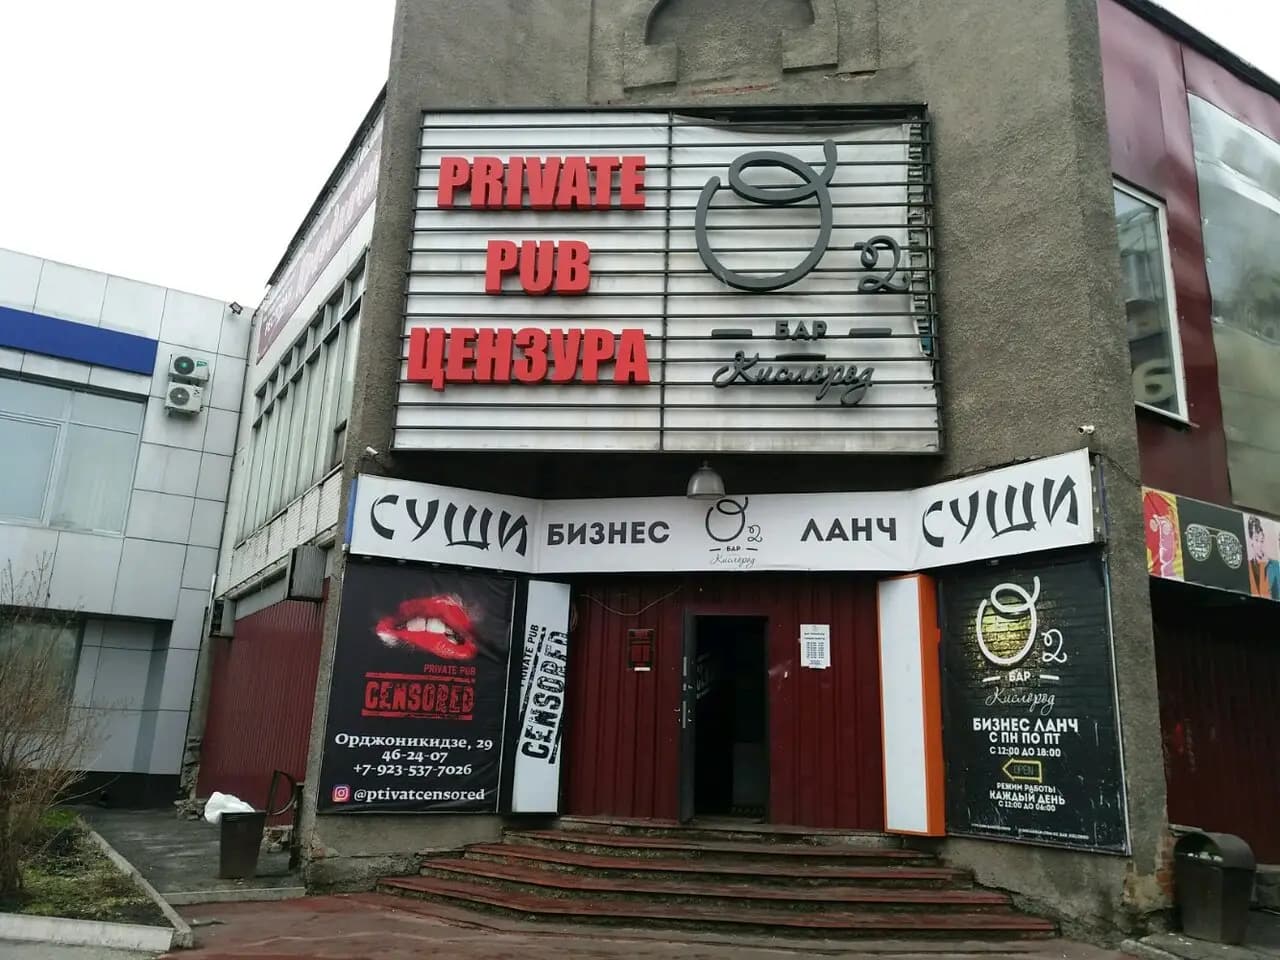 PRIVATE
PUB
ЦЕНЗУРА
O2
БАР
Кислород
СУШИ
БИЗНЕС
O2
БАР
Кислород
ЛАНЧ
СУШИ
PRIVATE PUB
CENSORED
Орджоникидзе, 29
46-24-07
+7-923-537-7026
@ptivatcensored
PRIVATE PUB
CENSORED
O2
БАР
Кислород
БИЗНЕС ЛАНЧ
С ПН ПО ПТ
С 12:00 ДО 18:00
OPEN
РЕЖИМ РАБОТЫ
КАЖДЫЙ ДЕНЬ
С 12:00 ДО 06:00
6